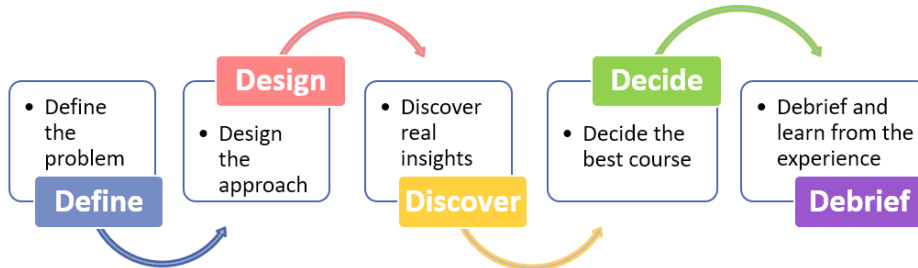 • Define
the
problem
Define
Design
• Design
the
approach
• Discover
real
insights
Discover
Decide
• Decide the
best course
• Debrief and
learn from the
experience
Debrief